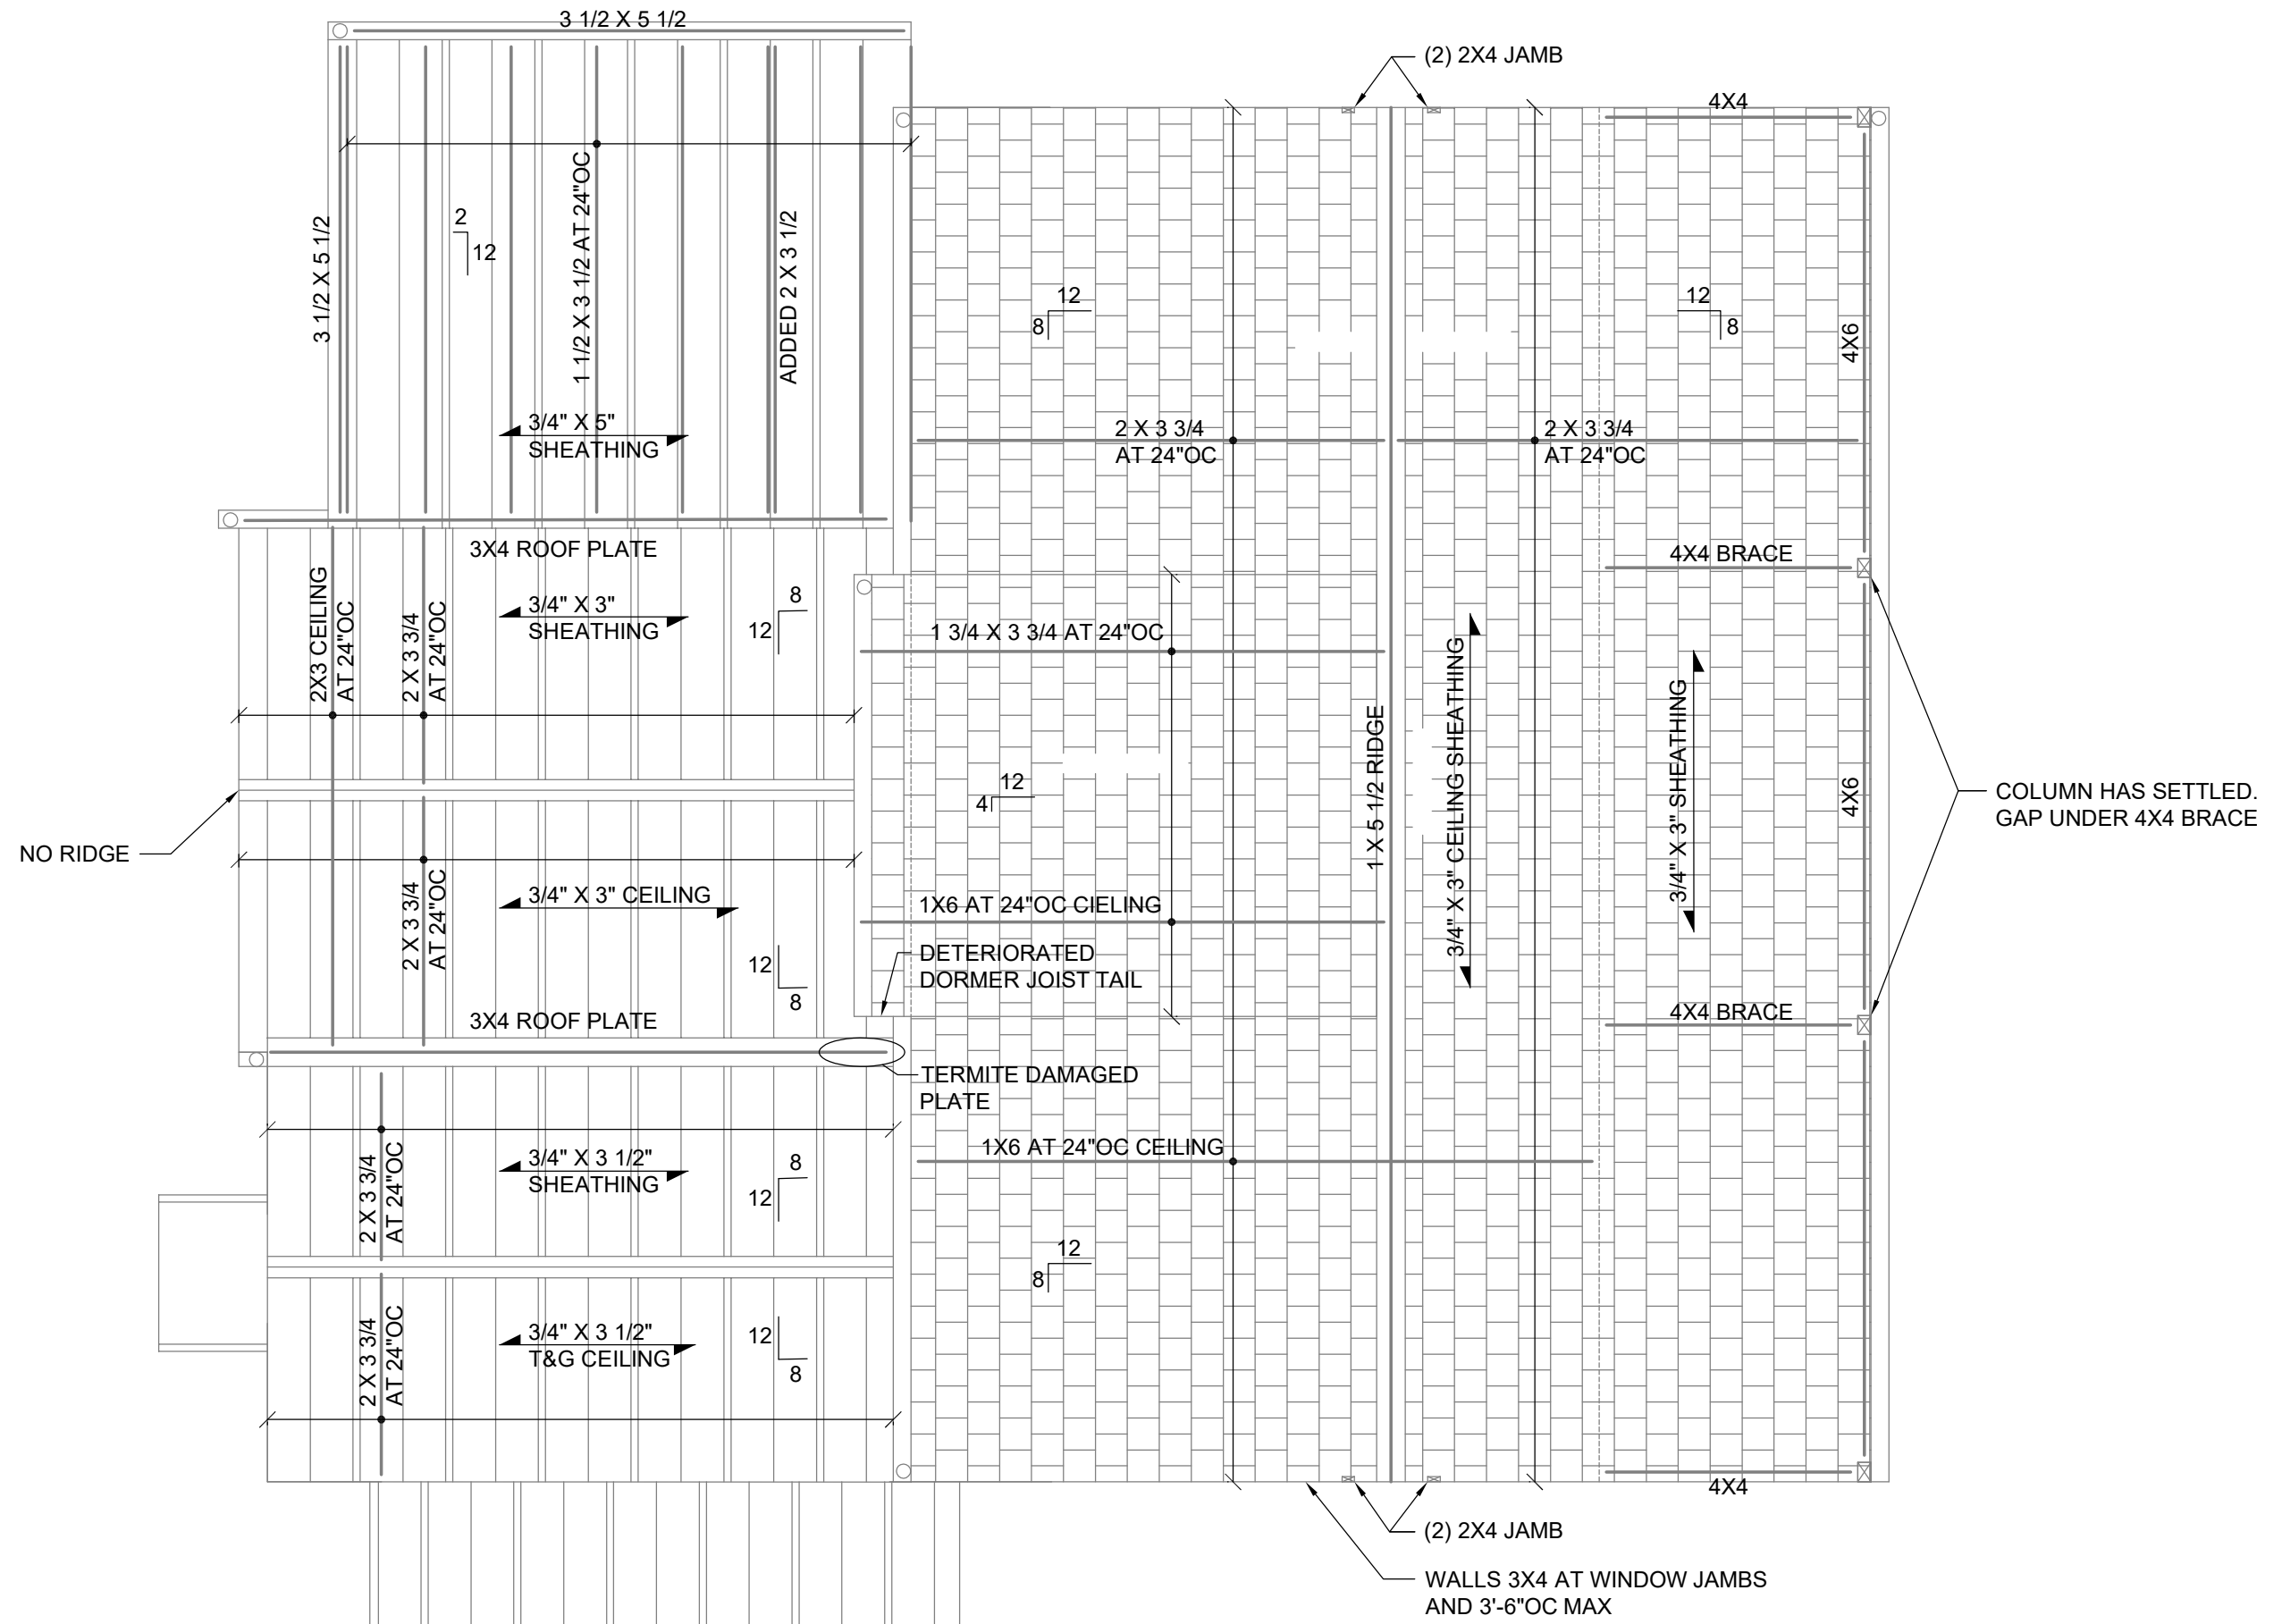 3 1/2 X 5 1/2
(2) 2X4 JAMB
4X4
3 1/2 X 5 1/2
2
12
1 1/2 X 3 1/2 AT 24"OC
ADDED 2 X 3 1/2
3/4" X 5"
SHEATHING
12
8
12
8
4X6
2 X 3 3/4
AT 24"OC
2 X 3 3/4
AT 24"OC
3X4 ROOF PLATE
4X4 BRACE
2X3 CEILING
AT 24"OC
2 X 3 3/4
AT 24"OC
3/4" X 3"
SHEATHING
8
12
1 3/4 X 3 3/4 AT 24"OC
12
4
1 X 5 1/2 RIDGE
3/4" X 3" CEILING SHEATHING
3/4" X 3" SHEATHING
4X6
COLUMN HAS SETTLED.
GAP UNDER 4X4 BRACE
NO RIDGE
2 X 3 3/4
AT 24"OC
3/4" X 3" CEILING
12
8
1X6 AT 24"OC CIELING
DETERIORATED
DORMER JOIST TAIL
3X4 ROOF PLATE
4X4 BRACE
TERMITE DAMAGED
PLATE
2 X 3 3/4
AT 24"OC
3/4" X 3 1/2"
SHEATHING
8
12
1X6 AT 24"OC CEILING
12
8
2 X 3 3/4
AT 24"OC
3/4" X 3 1/2"
T&G CEILING
12
8
4X4
(2) 2X4 JAMB
WALLS 3X4 AT WINDOW JAMBS
AND 3'-6"OC MAX